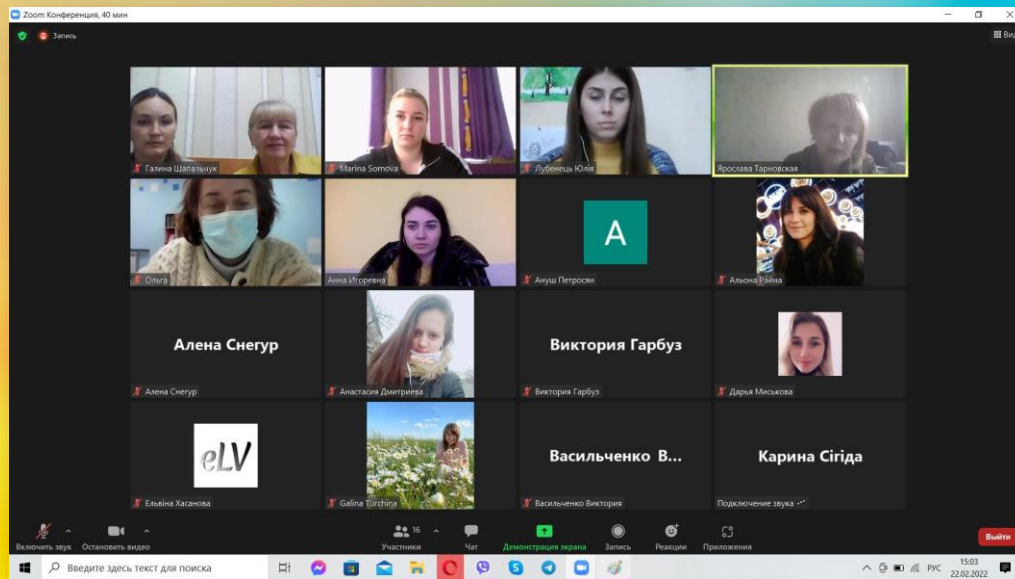 Zoom Конференция, 40 мин
Запись
Ви
Галина Шапальчук
Marina Somova
Лубенець Юлія
Ярослава Тарновская
Ольга
Анна Игоревна
A
Ануш Петросян
Альона Райна
Алена Снегур
Алена Снегур
Анастасия Дмитриева
Виктория Гарбуз
Виктория Гарбуз
Дарья Миськова
eLV
Ельвіна Хасанова
Galina Turchina
Васильченко В...
Васильченко Виктория
Карина Сігіда
Подключение звука
Включить звук
Остановить видео
16
Участники
Чат
Демонстрация экрана
Запись
Реакции
Приложения
Выйти
Введите здесь текст для поиска
РУС
15:03
22.02.2022